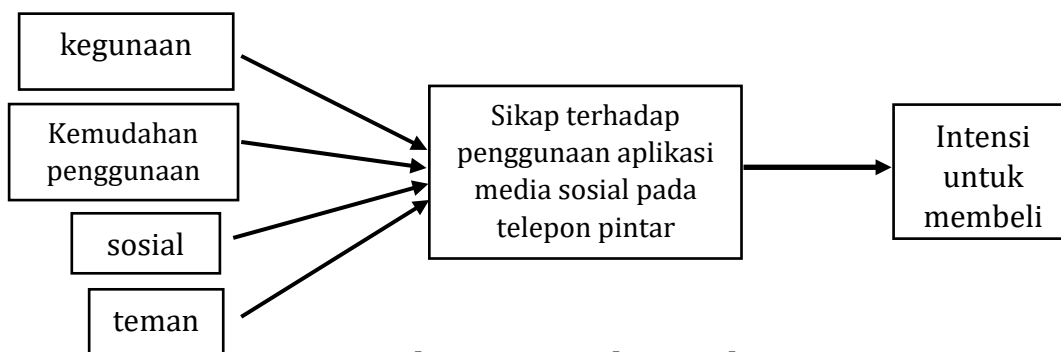 kegunaan
Kemudahan
penggunaan
sosial
teman
Sikap terhadap
penggunaan aplikasi
media sosial pada
telepon pintar
Intensi
untuk
membeli